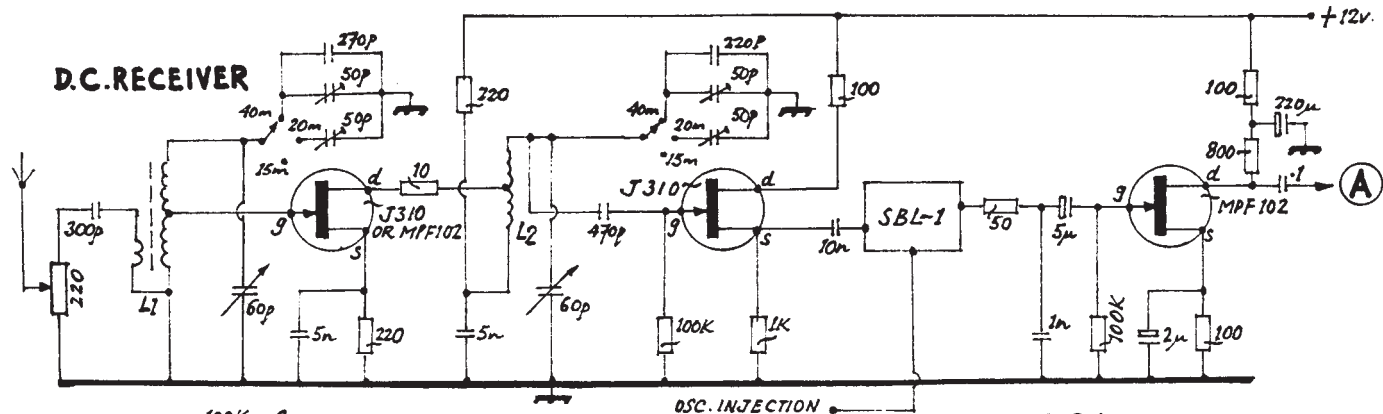 D.C. RECEIVER
+12v.
270p
50p
50p
40m
20m
15m
220
10
d
g
s
J310
OR MPF102
300p
220
L1
60p
5n
220
220p
50p
50p
40m
20m
15m
100
L2
5n
60p
470p
J310
d
g
s
100K
1K
10n
SBL-1
OSC. INJECTION
50
5µ
1n
100K
100
220µ
800
d
.1
A
MPF102
g
s
2µ
100